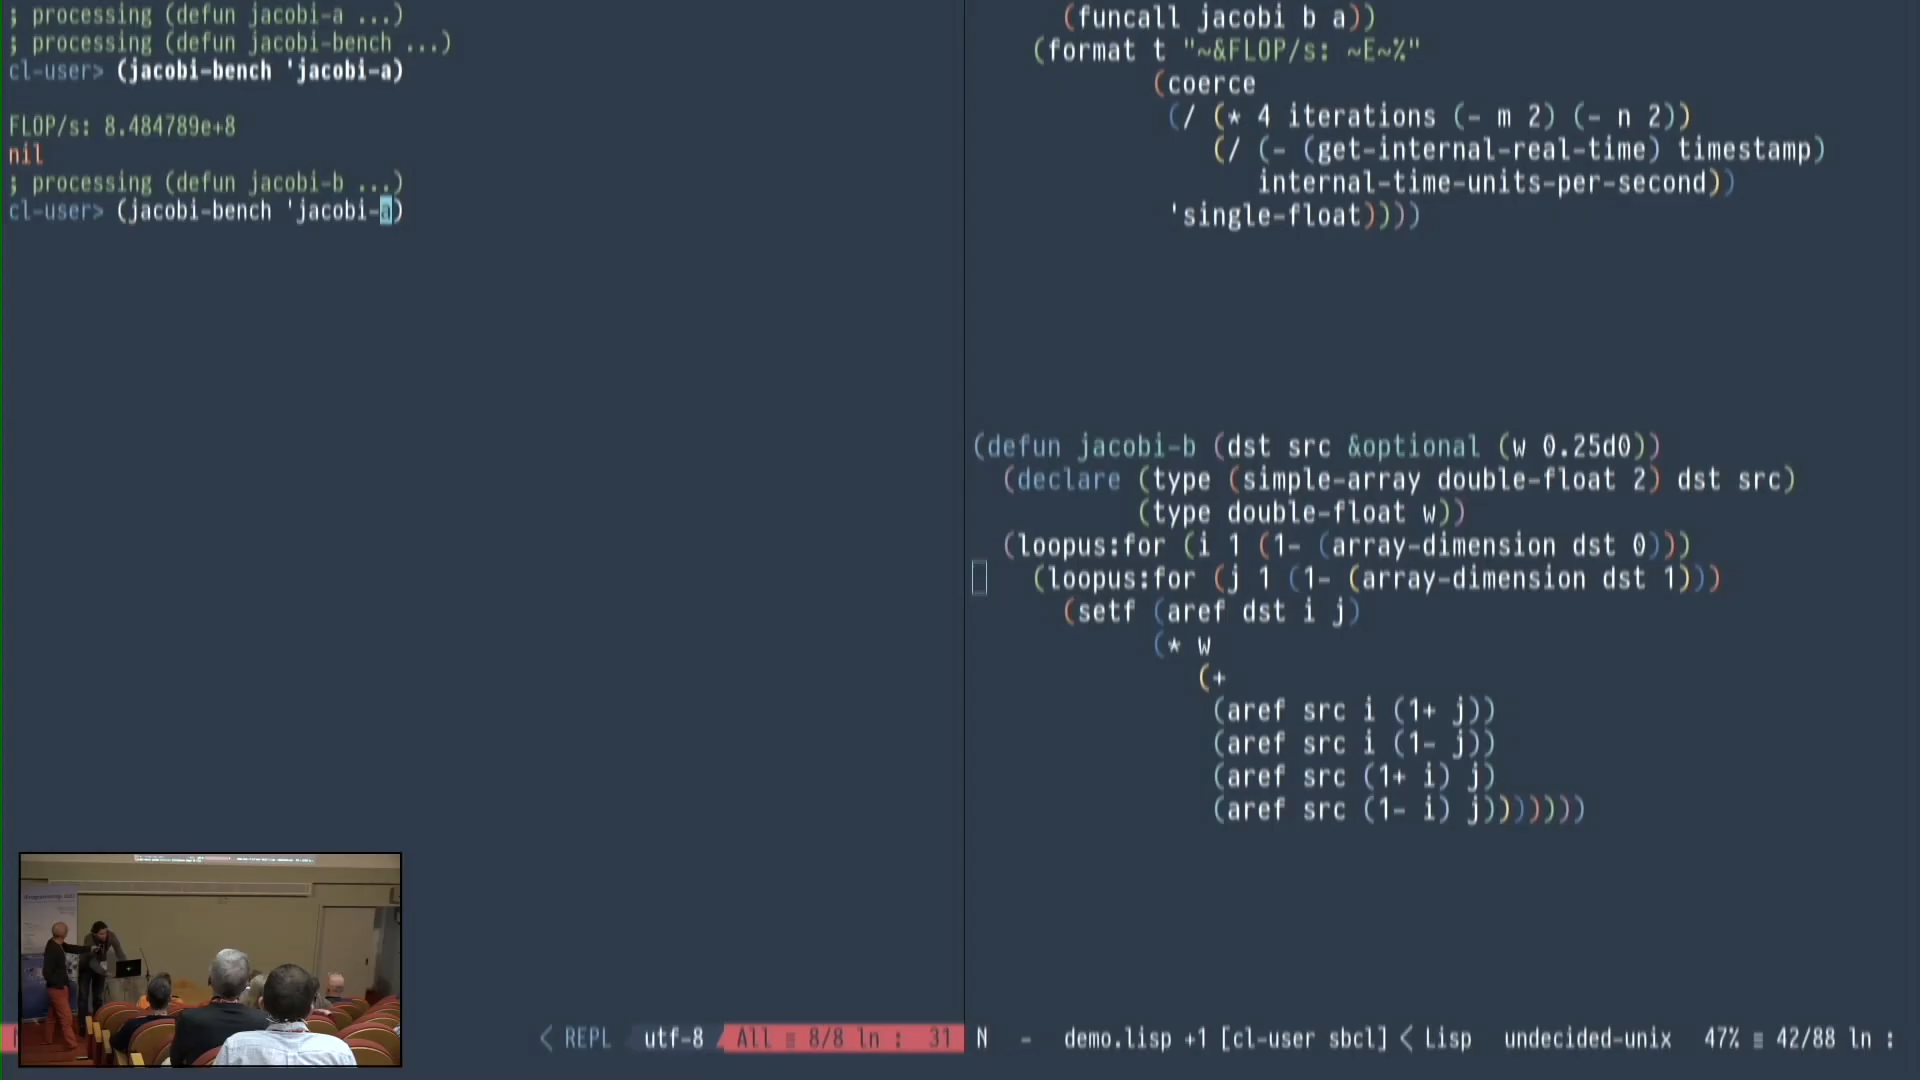 ; processing (defun jacobi-a ...)
; processing (defun jacobi-bench ...)
cl-user> (jacobi-bench 'jacobi-a)
FLOP/s: 8.484789e+8
nil
; processing (defun jacobi-b ...)
cl-user> (jacobi-bench 'jacobi-a)
< REPL utf-8 All ≡ 8/8 ln : 31
(funcall jacobi b a))
(format t "~&FLOP/s: ~E~%"
(coerce
(/ (* 4 iterations (- m 2) (- n 2))
(/ (- (get-internal-real-time) timestamp)
internal-time-units-per-second))
'single-float))))
(defun jacobi-b (dst src &optional (w 0.25d0))
(declare (type (simple-array double-float 2) dst src)
(type double-float w))
(loopus:for (i 1 (1- (array-dimension dst 0)))
(loopus:for (j 1 (1- (array-dimension dst 1)))
(setf (aref dst i j)
(* w
(+
(aref src i (1+ j))
(aref src i (1- j))
(aref src (1+ i) j)
(aref src (1- i) j)))))))
N - demo.lisp +1 [cl-user sbcl] < Lisp undecided-unix 47% ≡ 42/88 ln :